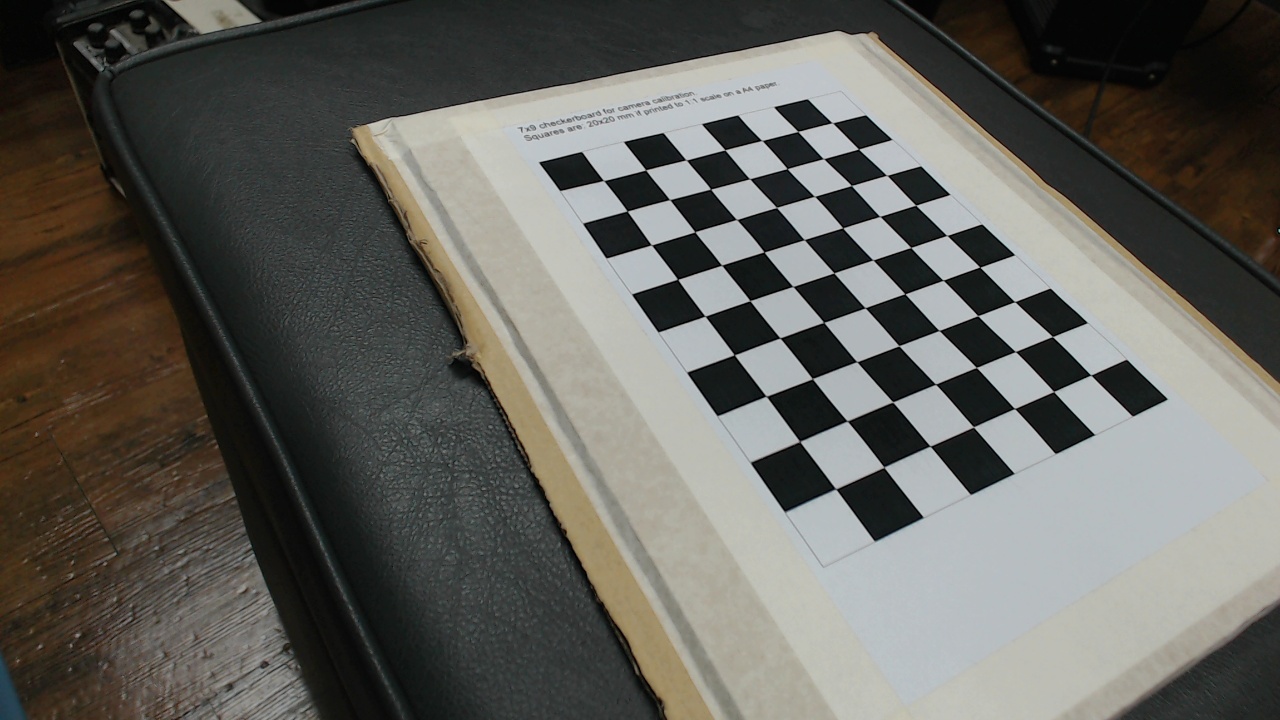 7x9 checkerboard for camera calibration.
Squares are: 20x20 mm if printed to 1:1 scale on a A4 paper.